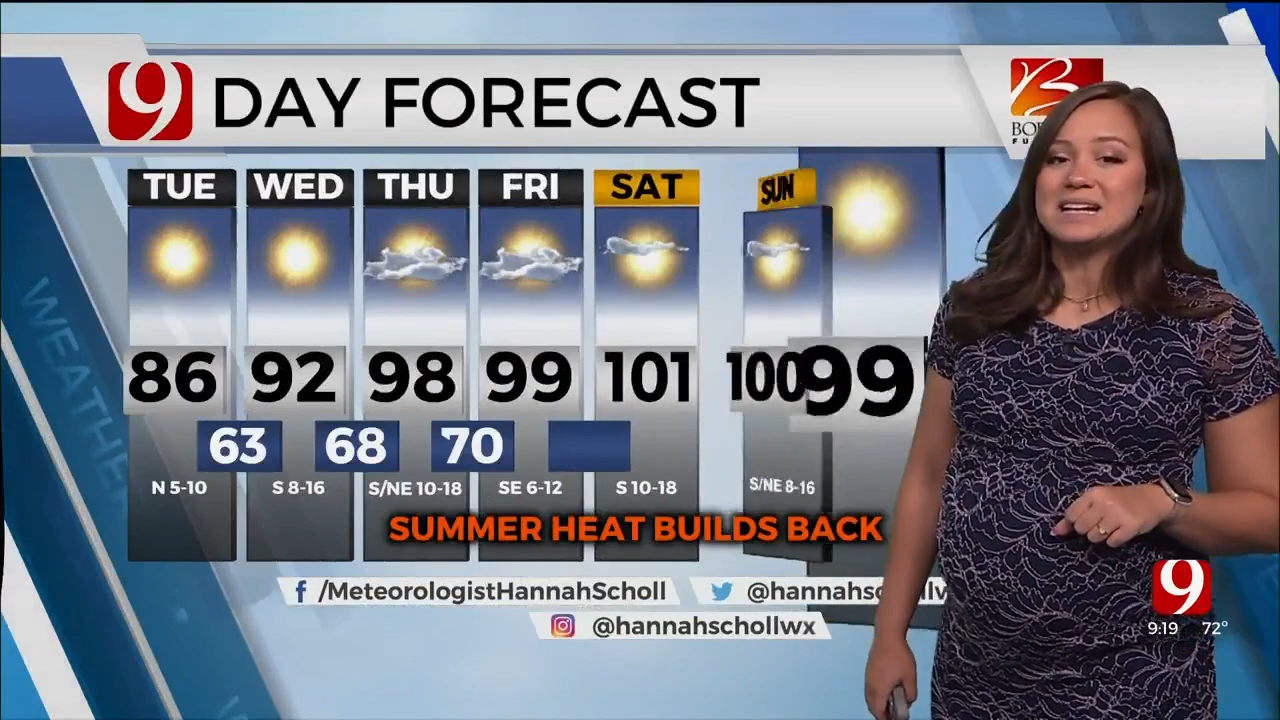 9 DAY FORECAST
TUE WED THU FRI SAT SUN
86 92 98 99 101 100 99
63 68 70
N 5-10 S 8-16 S/NE 10-18 SE 6-12 S 10-18 S/NE 8-16
SUMMER HEAT BUILDS BACK
f /MeteorologistHannahScholl
@hannahschollwx
9
9:19 72°
WEATHER